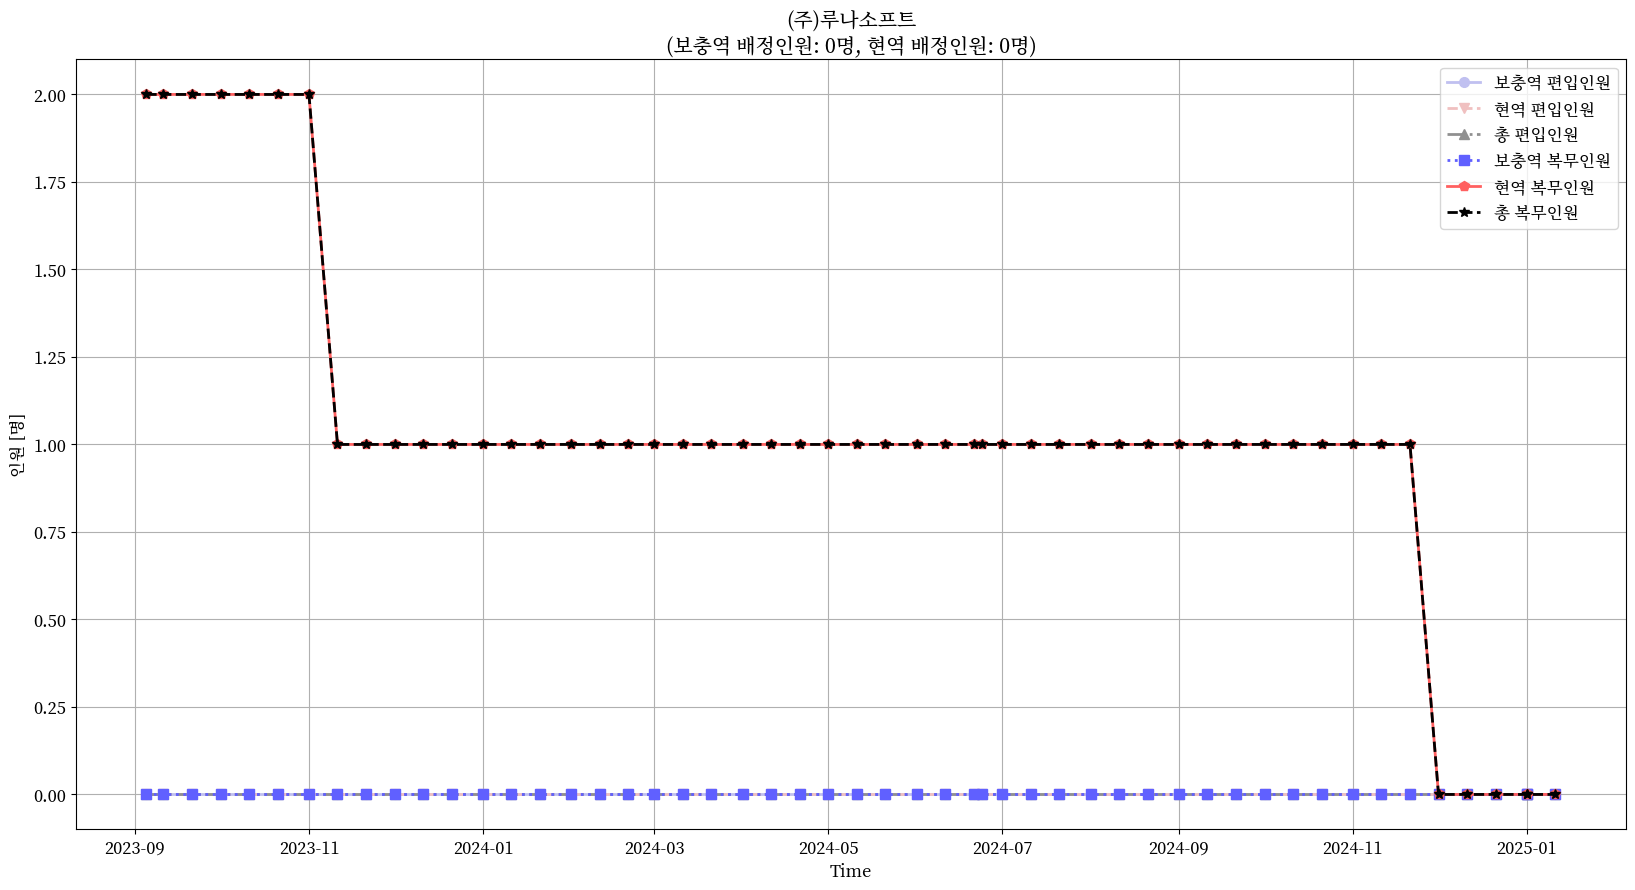 (주)루나소프트
(보충역 배정인원: 0명, 현역 배정인원: 0명)
보충역 편입인원
현역 편입인원
총 편입인원
보충역 복무인원
현역 복무인원
총 복무인원
인원 [명]
2.00
1.75
1.50
1.25
1.00
0.75
0.50
0.25
0.00
2023-09 2023-11 2024-01 2024-03 2024-05 2024-07 2024-09 2024-11 2025-01
Time